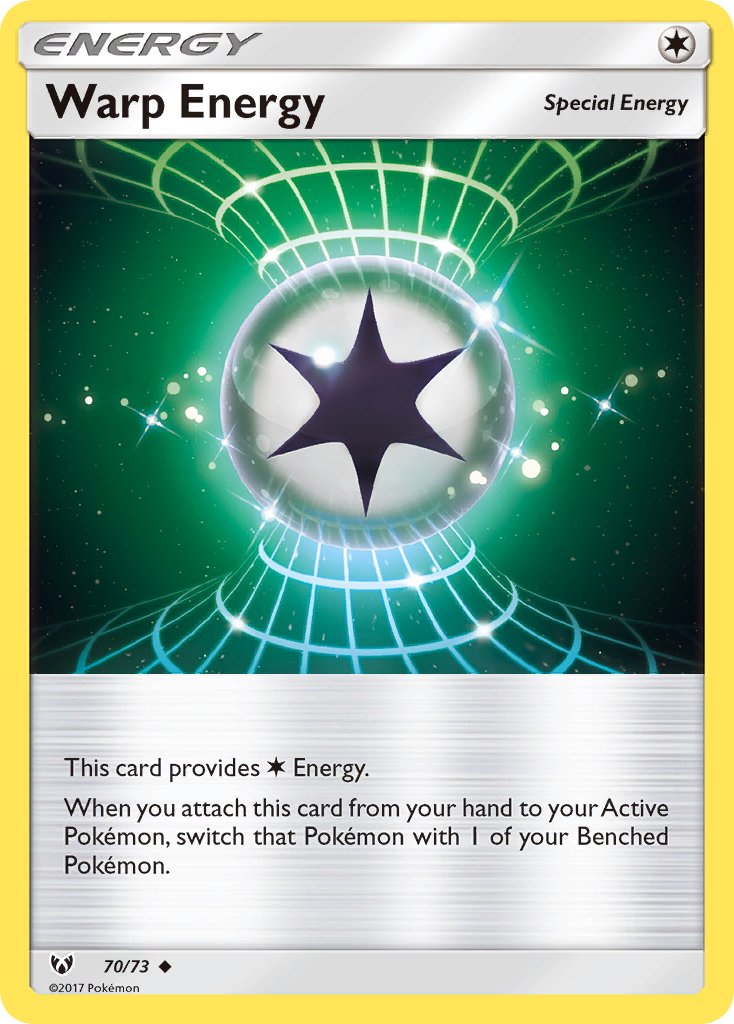 ENERGY
Warp Energy
Special Energy
This card provides ✶ Energy.
When you attach this card from your hand to your Active
Pokémon, switch that Pokémon with 1 of your Benched
Pokémon.
70/73 ◆
©2017 Pokémon